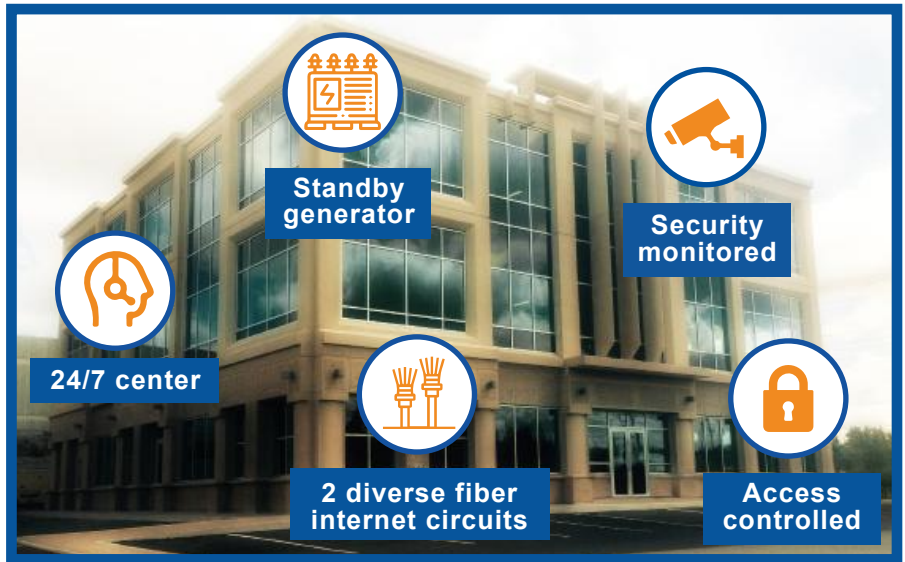 Standby
generator
Security
monitored
24/7 center
2 diverse fiber
internet circuits
Access
controlled